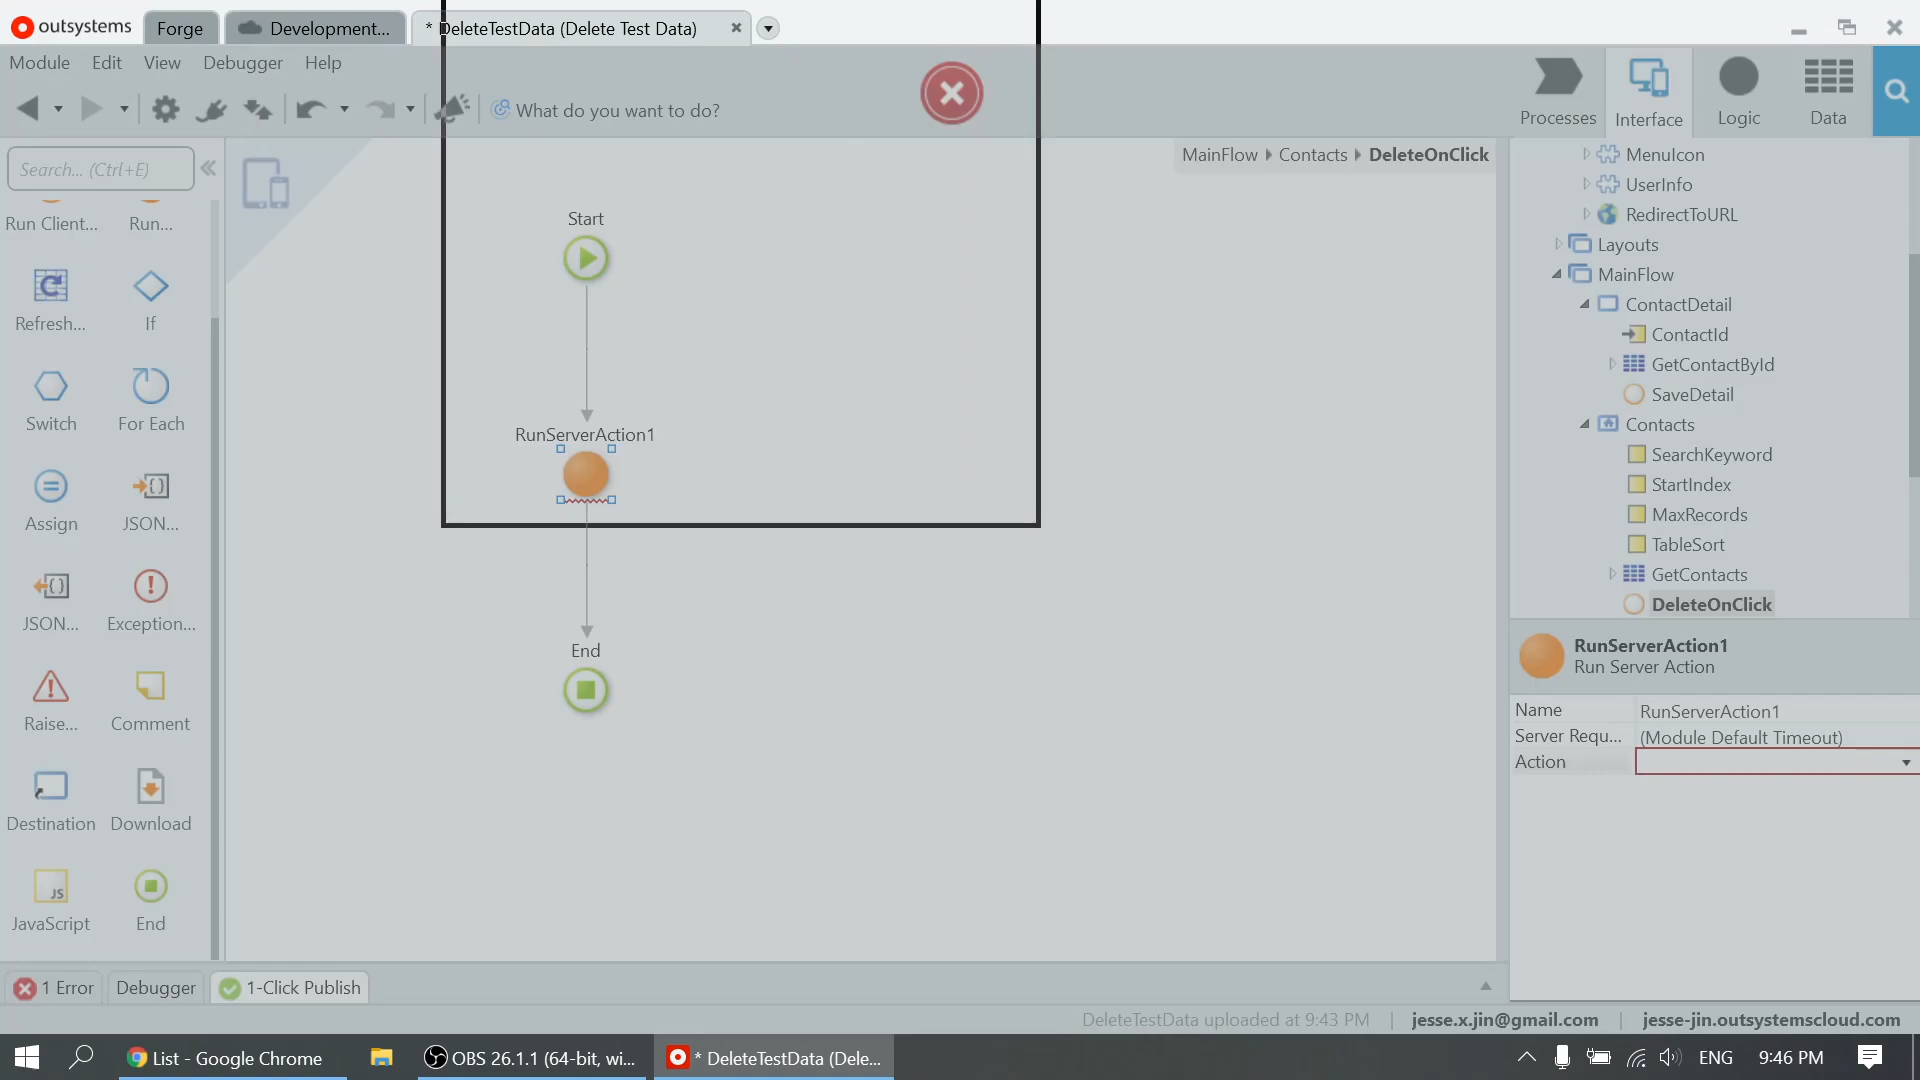 outsystems
Forge
Development...
* DeleteTestData (Delete Test Data)
Module Edit View Debugger Help
What do you want to do?
Processes
Interface
Logic
Data
Search... (Ctrl+E)
MainFlow Contacts DeleteOnClick
Run Client...
Run...
Refresh...
If
Switch
For Each
Assign
JSON...
JSON...
Exception...
Raise...
Comment
Destination
Download
JS
JavaScript
End
Start
RunServerAction1
End
MenuIcon
UserInfo
RedirectToURL
Layouts
MainFlow
ContactDetail
ContactId
GetContactById
SaveDetail
Contacts
SearchKeyword
StartIndex
MaxRecords
TableSort
GetContacts
DeleteOnClick
RunServerAction1
Run Server Action
Name RunServerAction1
Server Requ... (Module Default Timeout)
Action
1 Error
Debugger
1-Click Publish
DeleteTestData uploaded at 9:43 PM | jesse.x.jin@gmail.com | jesse-jin.outsystemscloud.com
List - Google Chrome
OBS 26.1.1 (64-bit, wi...
* DeleteTestData (Dele...
ENG
9:46 PM